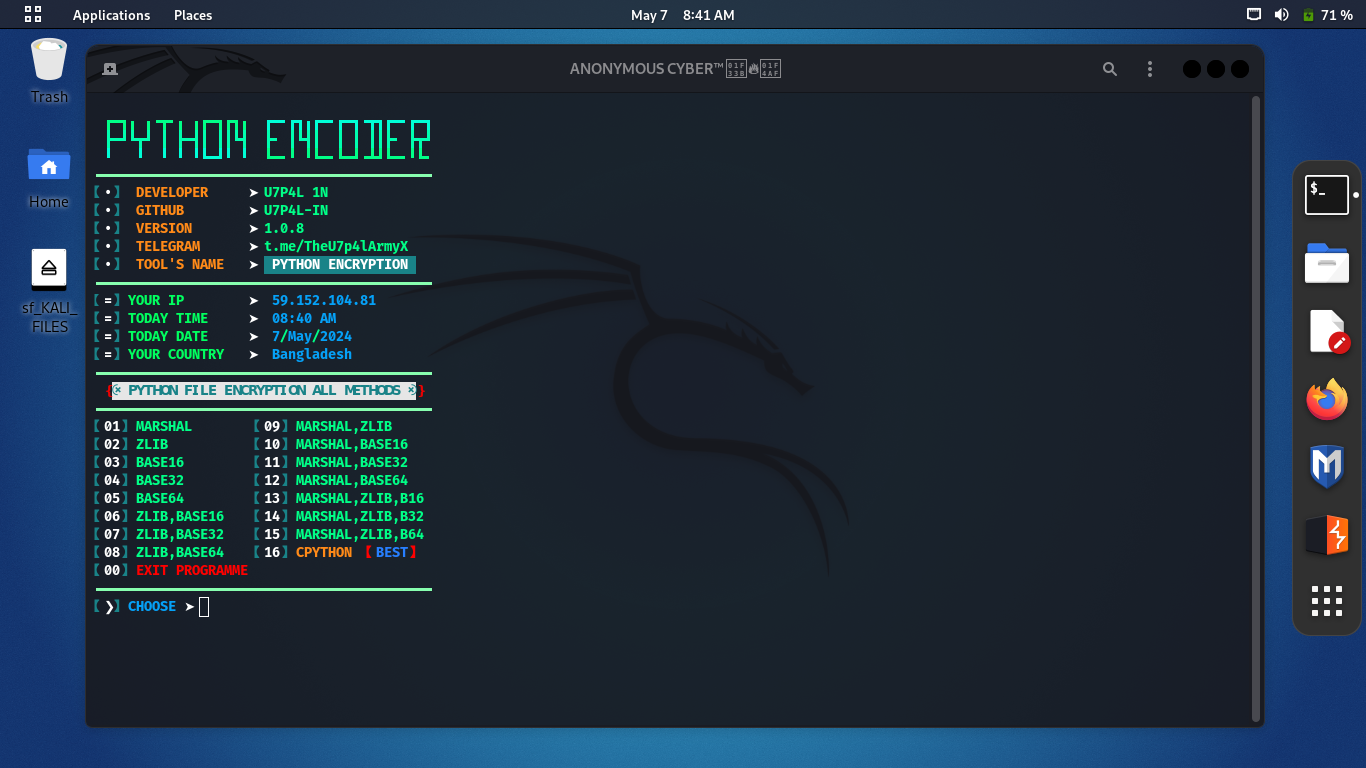 Applications Places May 7 8:41 AM 71 %
Trash
Home
sf_KALI_
FILES
ANONYMOUS CYBER™
PYTHON ENCODER
【•】 DEVELOPER ➤ U7P4L 1N
【•】 GITHUB ➤ U7P4L-IN
【•】 VERSION ➤ 1.0.8
【•】 TELEGRAM ➤ t.me/TheU7p4lArmyX
【•】 TOOL'S NAME ➤ PYTHON ENCRYPTION
【=】YOUR IP ➤ 59.152.104.81
【=】TODAY TIME ➤ 08:40 AM
【=】TODAY DATE ➤ 7/May/2024
【=】YOUR COUNTRY ➤ Bangladesh
{ PYTHON FILE ENCRYPTION ALL METHODS }
【01】MARSHAL 【09】MARSHAL,ZLIB
【02】ZLIB 【10】MARSHAL,BASE16
【03】BASE16 【11】MARSHAL,BASE32
【04】BASE32 【12】MARSHAL,BASE64
【05】BASE64 【13】MARSHAL,ZLIB,B16
【06】ZLIB,BASE16 【14】MARSHAL,ZLIB,B32
【07】ZLIB,BASE32 【15】MARSHAL,ZLIB,B64
【08】ZLIB,BASE64 【16】CPYTHON 【BEST】
【00】EXIT PROGRAMME
【❯】CHOOSE ➤
$_